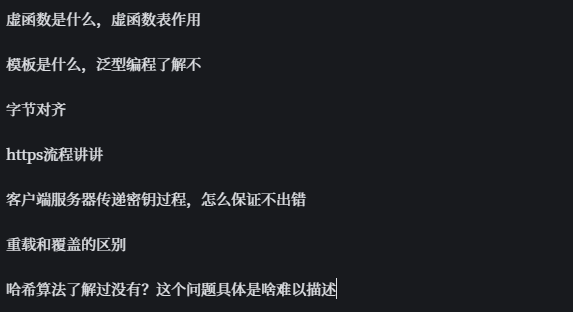 虚函数是什么，虚函数表作用
模板是什么，泛型编程了解不
字节对齐
https流程讲讲
客户端服务器传递密钥过程，怎么保证不出错
重载和覆盖的区别
哈希算法了解过没有？这个问题具体是啥难以描述